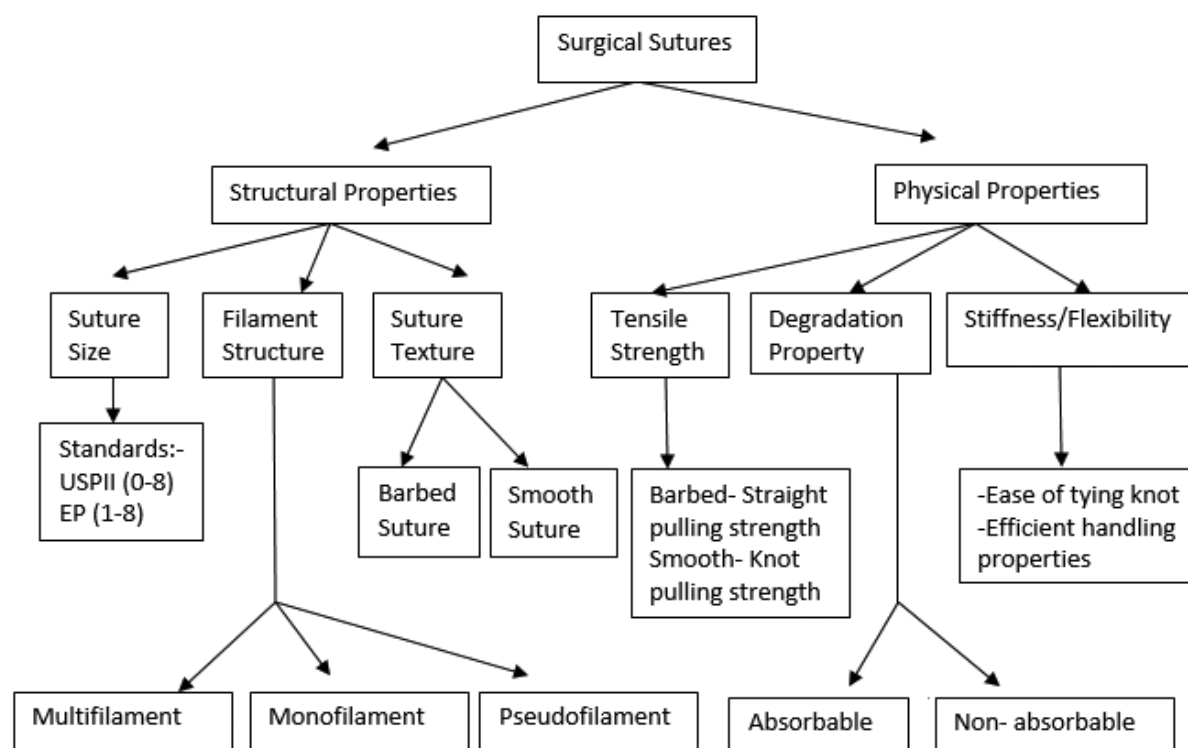 Surgical Sutures
Structural Properties
Physical Properties
Suture
Size
Filament
Structure
Suture
Texture
Tensile
Strength
Degradation
Property
Stiffness/Flexibility
Standards:-
USPII (0-8)
EP (1-8)
Barbed
Suture
Smooth
Suture
Barbed- Straight
pulling strength
Smooth- Knot
pulling strength
-Ease of tying knot
-Efficient handling
properties
Multifilament
Monofilament
Pseudofilament
Absorbable
Non- absorbable